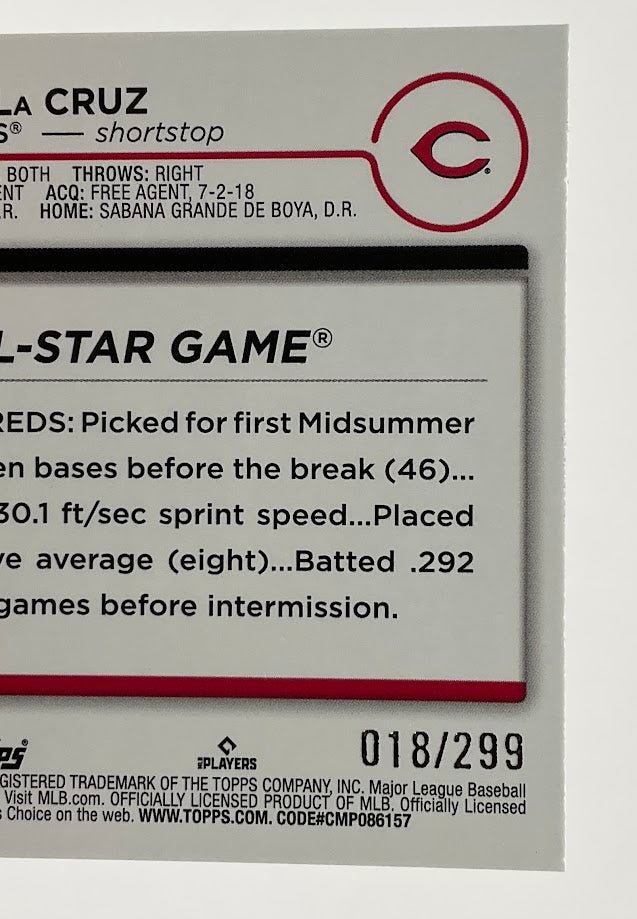 LA CRUZ
S® — shortstop
BOTH THROWS: RIGHT
ENT ACQ: FREE AGENT, 7-2-18
.R. HOME: SABANA GRANDE DE BOYA, D.R.
C
L-STAR GAME®
REDS: Picked for first Midsummer
en bases before the break (46)...
30.1 ft/sec sprint speed...Placed
ve average (eight)...Batted .292
games before intermission.
PS PLAYERS 018/299
GISTERED TRADEMARK OF THE TOPPS COMPANY, INC. Major League Baseball
Visit MLB.com. OFFICIALLY LICENSED PRODUCT OF MLB. Officially Licensed
s Choice on the web. WWW.TOPPS.COM. CODE#CMP086157